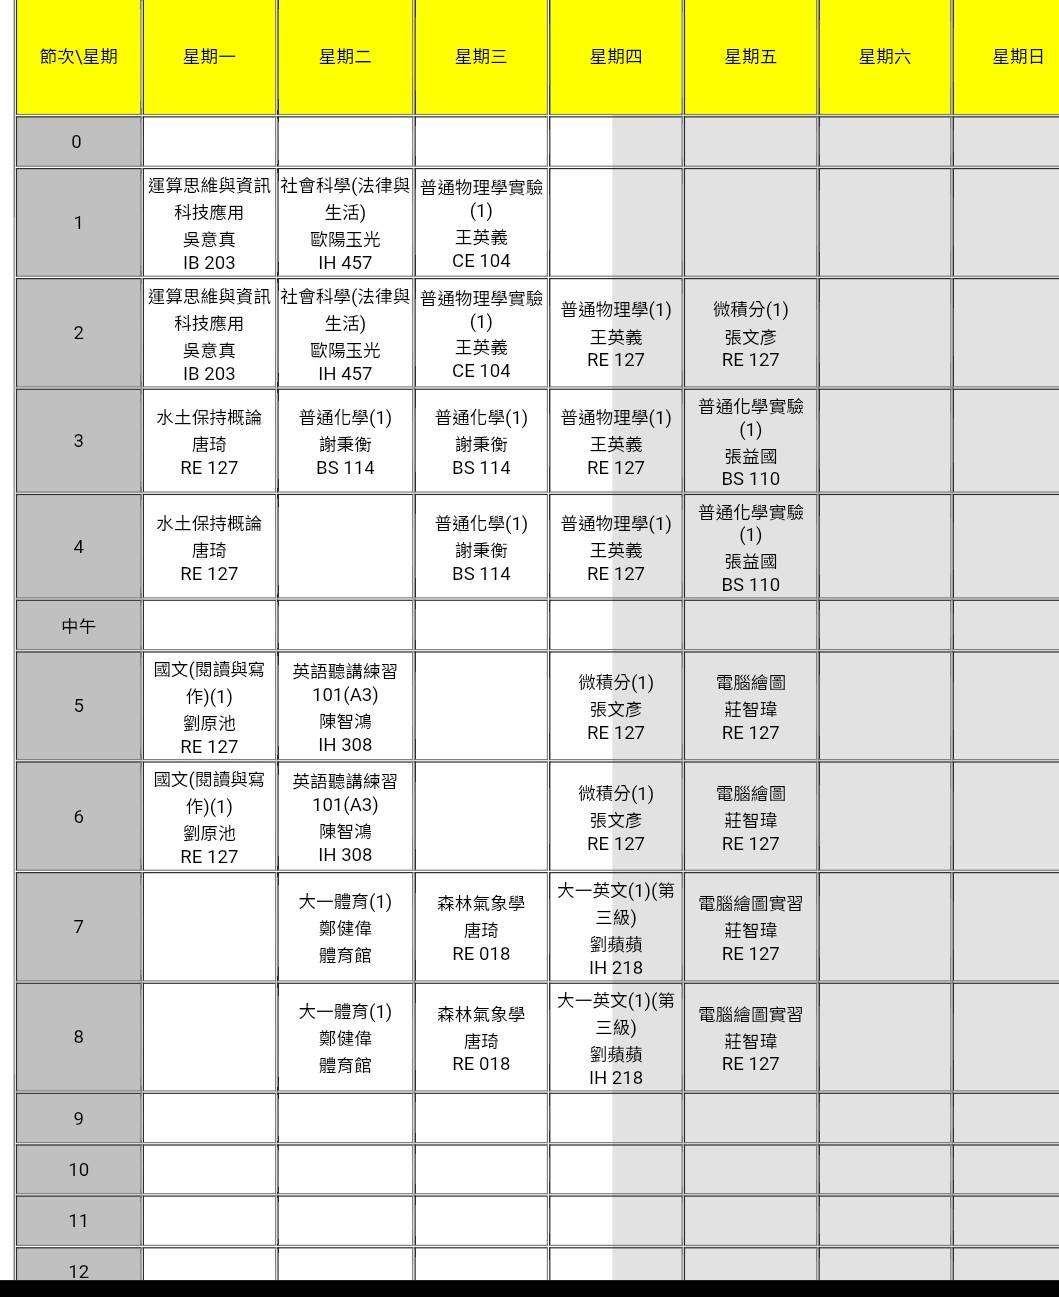 節次\星期 星期一 星期二 星期三 星期四 星期五 星期六 星期日
0
1
運算思維與資訊
科技應用
吳意真
IB 203
社會科學(法律與
生活)
歐陽玉光
IH 457
普通物理學實驗
(1)
王英義
CE 104
2
運算思維與資訊
科技應用
吳意真
IB 203
社會科學(法律與
生活)
歐陽玉光
IH 457
普通物理學實驗
(1)
王英義
CE 104
普通物理學(1)
王英義
RE 127
微積分(1)
張文彥
RE 127
3
水土保持概論
唐琦
RE 127
普通化學(1)
謝秉衡
BS 114
普通化學(1)
謝秉衡
BS 114
普通物理學(1)
王英義
RE 127
普通化學實驗
(1)
張益國
BS 110
4
水土保持概論
唐琦
RE 127
普通化學(1)
謝秉衡
BS 114
普通物理學(1)
王英義
RE 127
普通化學實驗
(1)
張益國
BS 110
中午
5
國文(閱讀與寫
作)(1)
劉原池
RE 127
英語聽講練習
101(A3)
陳智鴻
IH 308
微積分(1)
張文彥
RE 127
電腦繪圖
莊智瑋
RE 127
6
國文(閱讀與寫
作)(1)
劉原池
RE 127
英語聽講練習
101(A3)
陳智鴻
IH 308
微積分(1)
張文彥
RE 127
電腦繪圖
莊智瑋
RE 127
7
大一體育(1)
鄭健偉
體育館
森林氣象學
唐琦
RE 018
大一英文(1)(第
三級)
劉蘋蘋
IH 218
電腦繪圖實習
莊智瑋
RE 127
8
大一體育(1)
鄭健偉
體育館
森林氣象學
唐琦
RE 018
大一英文(1)(第
三級)
劉蘋蘋
IH 218
電腦繪圖實習
莊智瑋
RE 127
9
10
11
12